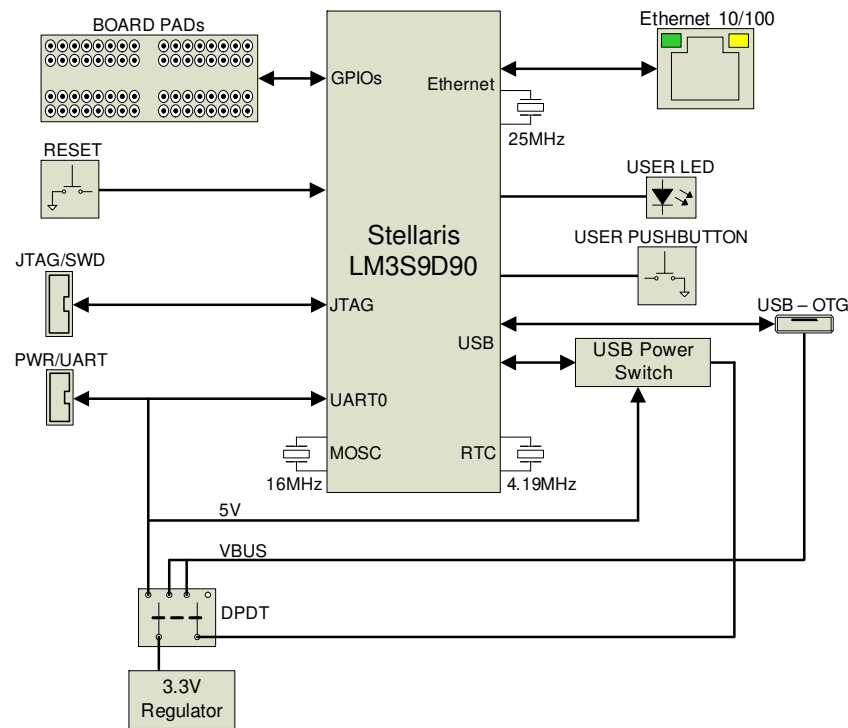 BOARD PADs
Ethernet 10/100
GPIOs
Ethernet
25MHz
RESET
USER LED
Stellaris
LM3S9D90
USER PUSHBUTTON
JTAG/SWD
JTAG
USB – OTG
USB
USB Power
Switch
PWR/UART
UART0
MOSC
RTC
16MHz
4.19MHz
5V
VBUS
DPDT
3.3V
Regulator